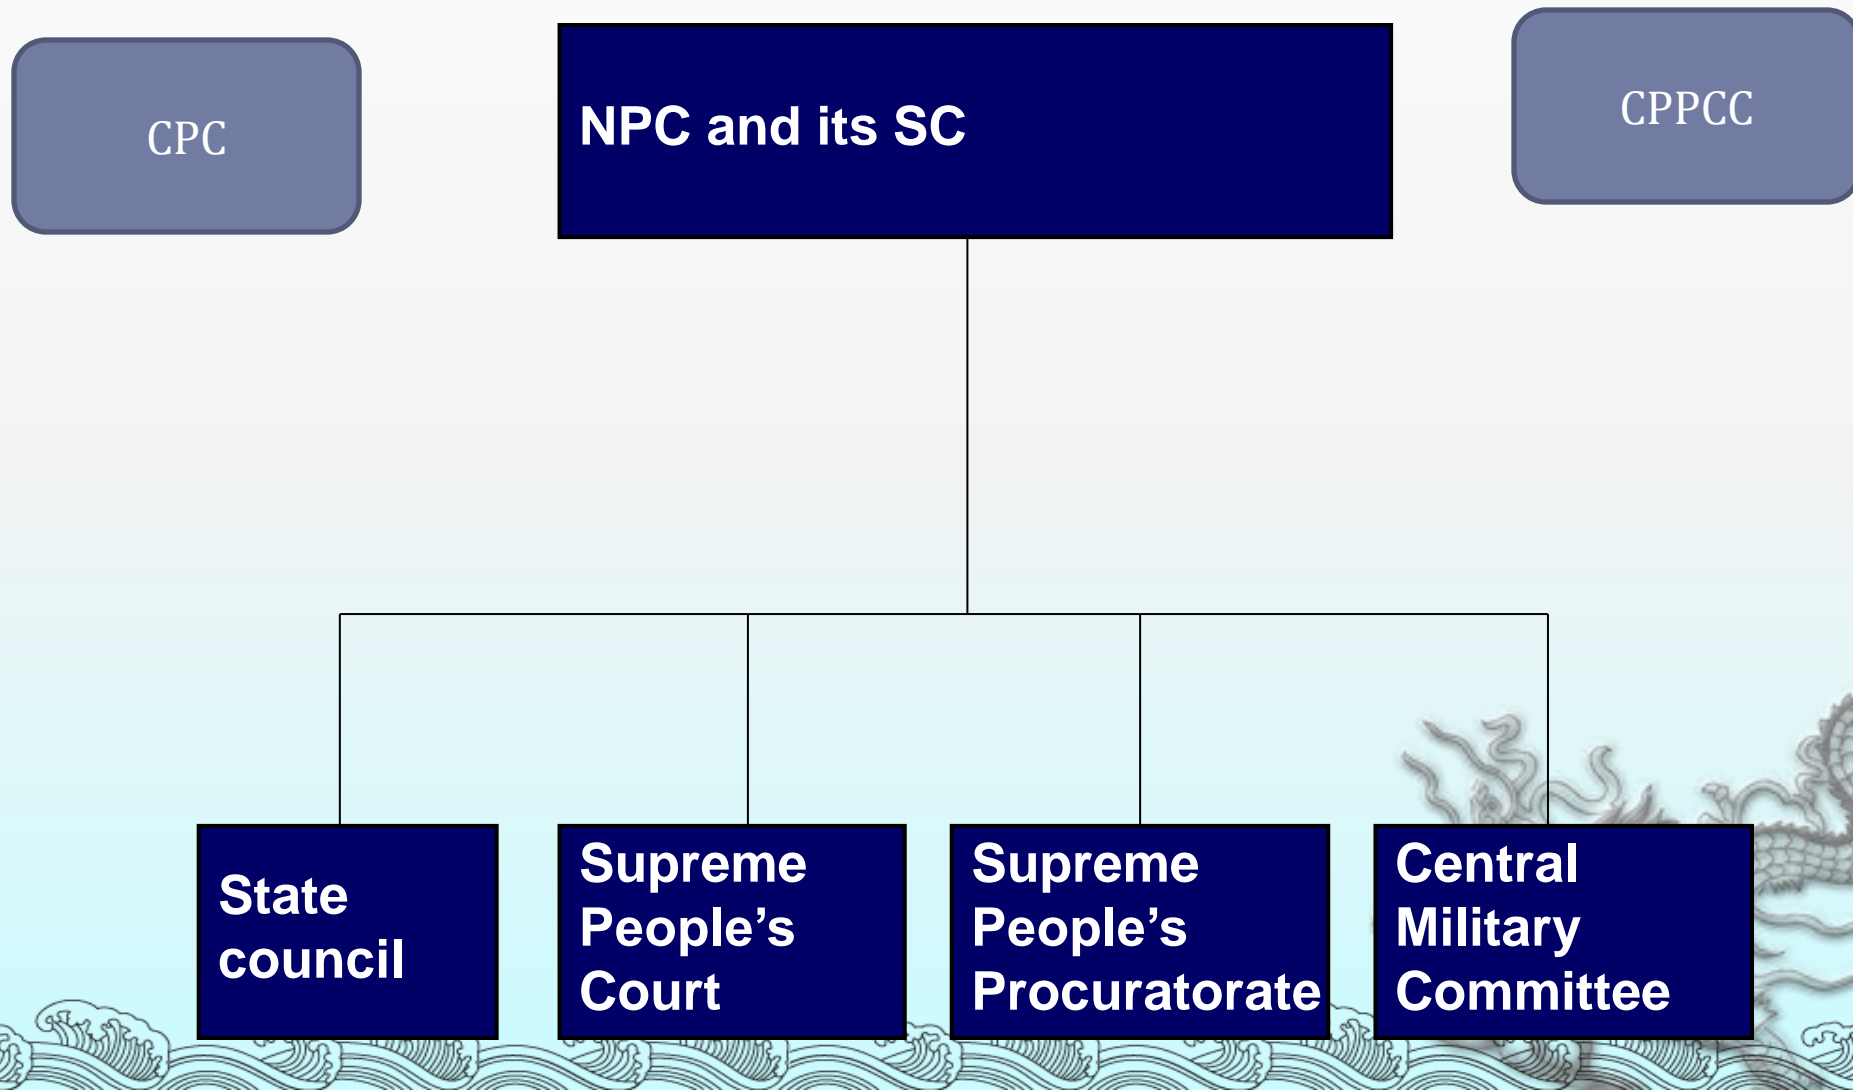 CPC
NPC and its SC
CPPCC
State
council
Supreme
People’s
Court
Supreme
People’s
Procuratorate
Central
Military
Committee